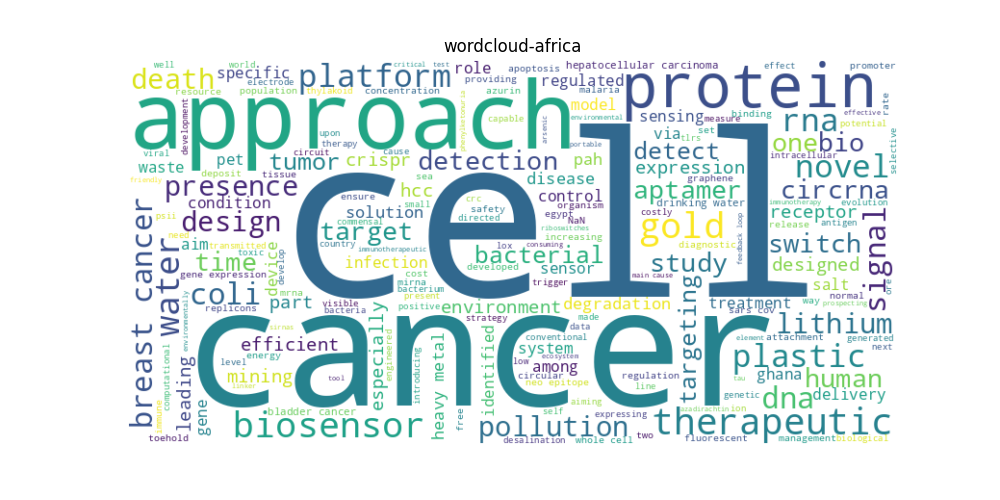 wordcloud-africa
well
world
critical test
hepatocellular carcinoma
effect
promoter
death
specific
electrode
platform
role
apoptosis
providing
regulated
protein
resource
population
thylakoid
concentration
azurin
malaria
model
approach
phenylketonuria
capable
arsenic
environmental
sensing
measure
binding
rna
effective
rate
potential
development
upon
therapy
portable
via
tlrs
set
one
bio
selective
viral
circuit
cause
tumor
crispr
detection
pah
detect
intracellular
novel
waste
pet
tissue
deposit
sea
disease
expression
graphene
friendly
presence
hcc
aptamer
circrna
immunotherapy
evolution
condition
ensure
small
crc
control
organism
costly
drinking water
receptor
antigen
design
solution
commensal
safety
directed
NaN
egypt
gold
release
signal
psii
target
riboswitches
increasing
switch
need
aim
transmitted
country
immunotherapeutic
lox
consuming
diagnostic
feedback loop
cell
breast cancer
Water
toxic
time
device
develop
infection
bacterial
sensor
study
designed
gene expression
cost
developed
trigger
main cause
salt
normal
ore
coli
mrna
mirna
bacterium
present
way
prospecting
replicons
part
visible
bacteria
positive
environment
degradation
treatment
sars cov
strategy
made
targeting
lithium
environmentally
sirnas
especially
engineered
heavy metal
identified
data
conventional
element
attachment
generated
next
cancer
efficient
system
computational
leading
energy
introducing
low
ecosystem
among
plastic
level
tool
circular
regulation
tau
ghana
human
mining
linker
neo epitope
line
genetic
immune
gene
bladder cancer
free
self
aiming
azadirachtin
ion
dna
delivery
biosensor
expressing
pollution
therapeutic
toehold
desalination
whole cell
two
fluorescent
management
biological